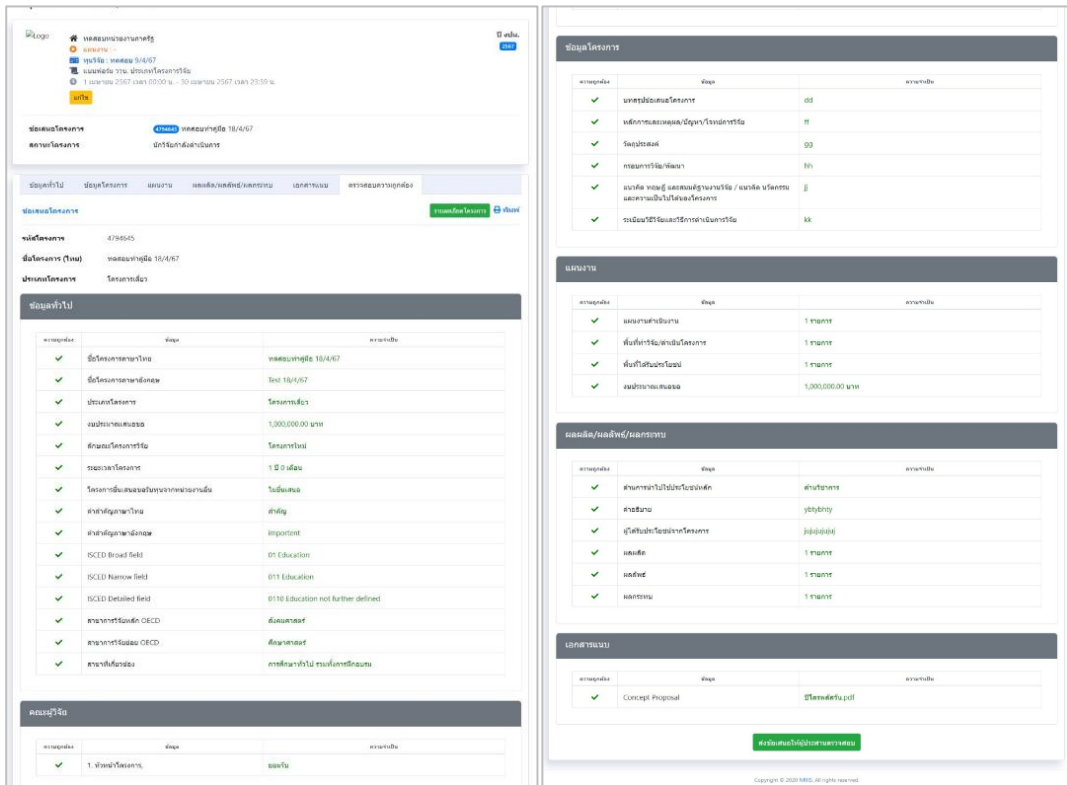 Logo
ทดสอบหน่วยงานภาครัฐ
แผนงาน : -
ทุนวิจัย : ทดสอบ 9/4/67
แบบฟอร์ม ววน. ประเภทโครงการวิจัย
1 เมษายน 2567 เวลา 00:00 น. - 30 เมษายน 2567 เวลา 23:59 น.
แก้ไข
ปี งปม.
2567
ข้อเสนอโครงการ 4794645 ทดสอบทำคู่มือ 18/4/67
สถานะโครงการ นักวิจัยกำลังดำเนินการ
ข้อมูลทั่วไป ข้อมูลโครงการ แผนงาน ผลผลิต/ผลลัพธ์/ผลกระทบ เอกสารแนบ ตรวจสอบความถูกต้อง
ข้อเสนอโครงการ รายละเอียดโครงการ พิมพ์
รหัสโครงการ 4794645
ชื่อโครงการ (ไทย) ทดสอบทำคู่มือ 18/4/67
ประเภทโครงการ โครงการเดี่ยว
ข้อมูลทั่วไป
ความถูกต้อง ข้อมูล ความจำเป็น
ชื่อโครงการภาษาไทย ทดสอบทำคู่มือ 18/4/67
ชื่อโครงการภาษาอังกฤษ Test 18/4/67
ประเภทโครงการ โครงการเดี่ยว
งบประมาณเสนอขอ 1,000,000.00 บาท
ลักษณะโครงการวิจัย โครงการใหม่
ระยะเวลาโครงการ 1 ปี 0 เดือน
โครงการยื่นเสนอขอรับทุนจากหน่วยงานอื่น ไม่ยื่นเสนอ
คำสำคัญภาษาไทย สำคัญ
คำสำคัญภาษาอังกฤษ importent
ISCED Broad field 01 Education
ISCED Narrow field 011 Education
ISCED Detailed field 0110 Education not further defined
สาขาการวิจัยหลัก OECD สังคมศาสตร์
สาขาการวิจัยย่อย OECD ศึกษาศาสตร์
สาขาที่เกี่ยวข้อง การศึกษาทั่วไป รวมทั้งการฝึกอบรม
คณะผู้วิจัย
ความถูกต้อง ข้อมูล ความจำเป็น
1. หัวหน้าโครงการ, ยอมรับ
ข้อมูลโครงการ
ความถูกต้อง ข้อมูล ความจำเป็น
บทสรุปข้อเสนอโครงการ dd
หลักการและเหตุผล/ปัญหา/โจทย์การวิจัย ff
วัตถุประสงค์ gg
กรอบการวิจัย/พัฒนา hh
แนวคิด ทฤษฎี และสมมติฐานงานวิจัย / แนวคิด นวัตกรรม
และความเป็นไปได้ของโครงการ jj
ระเบียบวิธีวิจัยและวิธีการดำเนินการวิจัย kk
แผนงาน
ความถูกต้อง ข้อมูล ความจำเป็น
แผนงานดำเนินงาน 1 รายการ
พื้นที่ทำวิจัย/ดำเนินโครงการ 1 รายการ
พื้นที่ได้รับประโยชน์ 1 รายการ
งบประมาณเสนอขอ 1,000,000.00 บาท
ผลผลิต/ผลลัพธ์/ผลกระทบ
ความถูกต้อง ข้อมูล ความจำเป็น
ด้านการนำไปใช้ประโยชน์หลัก ด้านวิชาการ
คำอธิบาย ybtybhty
ผู้ได้รับประโยชน์จากโครงการ jujujujujuj
ผลผลิต 1 รายการ
ผลลัพธ์ 1 รายการ
ผลกระทบ 1 รายการ
เอกสารแนบ
ความถูกต้อง ข้อมูล ความจำเป็น
Concept Proposal
ส่งข้อเสนอให้ผู้ประสานตรวจสอบ
Copyright © 2020 NRIIS. All rights reserved.